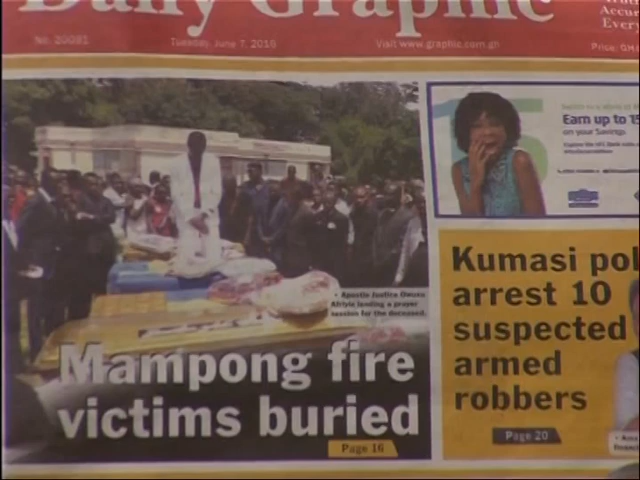 Daily Graphic
No. 20081
Tuesday, June 7, 2016
Visit www.graphic.com.gh
Price: GH
Earn up to 15
on your Savings
• Apostle Justice Owusu
Afriyie leading a prayer
session for the deceased.
Mampong fire
victims buried
Page 16
Kumasi pol
arrest 10
suspected
armed
robbers
Page 20